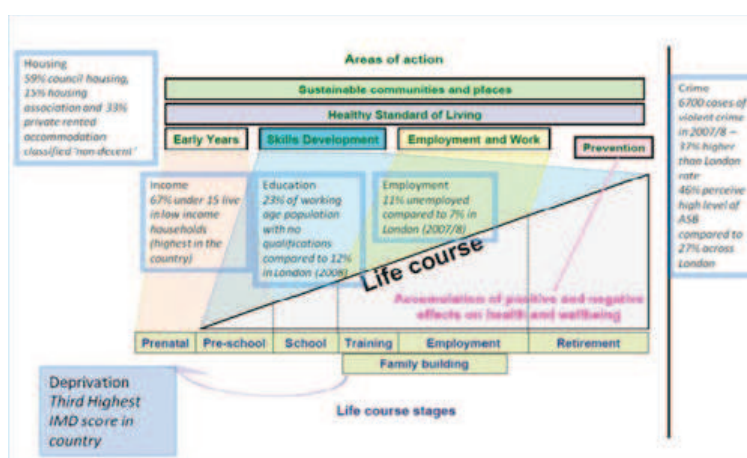 Areas of action
Sustainable communities and places
Healthy Standard of Living
Early Years
Skills Development
Employment and Work
Prevention
Housing
59% council housing,
15% housing
association and 33%
private rented
accommodation
classified 'non decent'
Income
67% under 15 live
in low income
households
(highest in the
country)
Education
23% of working
age population
with no
qualifications
compared to 12%
in London (2008)
Employment
11% unemployed
compared to 7% in
London (2007/8)
Crime
6700 cases of
violent crime
in 2007/8 –
37% higher
than London
rate
46% perceive
high level of
ASB
compared to
27% across
London
Life course
Accumulation of positive and negative
effects on health and wellbeing
Prenatal
Pre-school
School
Training
Employment
Retirement
Family building
Life course stages
Deprivation
Third Highest
IMD score in
country